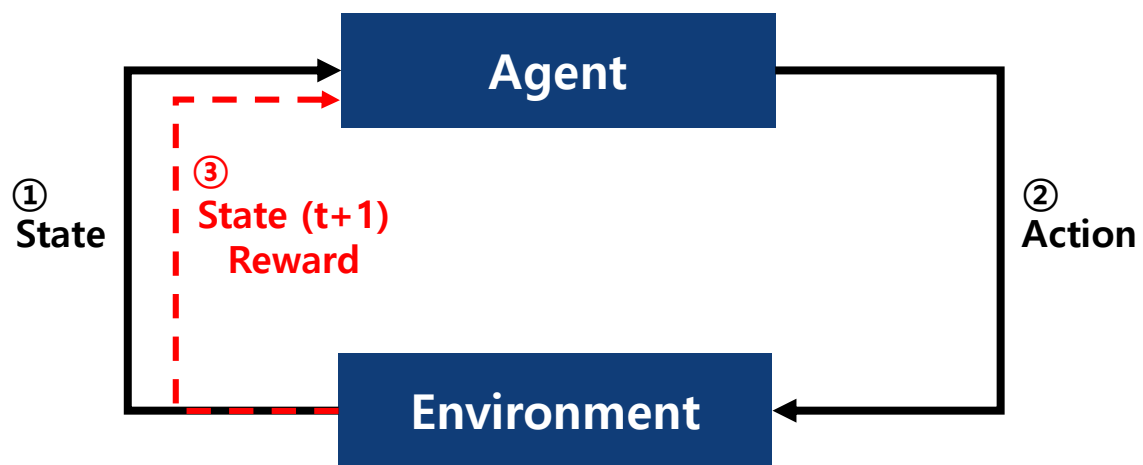 Agent
①
State
③
State (t+1)
Reward
②
Action
Environment